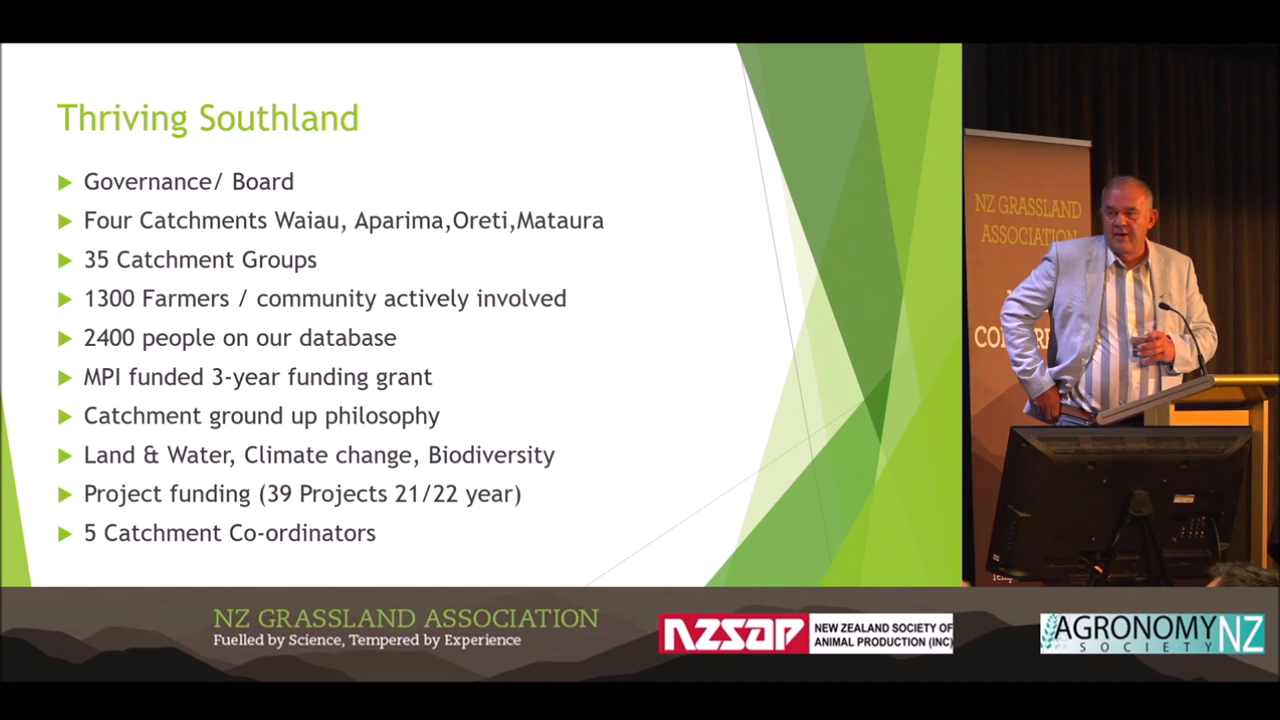 Thriving Southland
Governance/ Board
Four Catchments Waiau, Aparima,Oreti,Mataura
35 Catchment Groups
1300 Farmers / community actively involved
2400 people on our database
MPI funded 3-year funding grant
Catchment ground up philosophy
Land & Water, Climate change, Biodiversity
Project funding (39 Projects 21/22 year)
5 Catchment Co-ordinators
NZ GRASSLAND
ASSOCIATION
NZ GRASSLAND ASSOCIATION
Fuelled by Science, Tempered by Experience
NZSAP
NEW ZEALAND SOCIETY OF
ANIMAL PRODUCTION (INC)
AGRONOMY NZ
SOCIETY